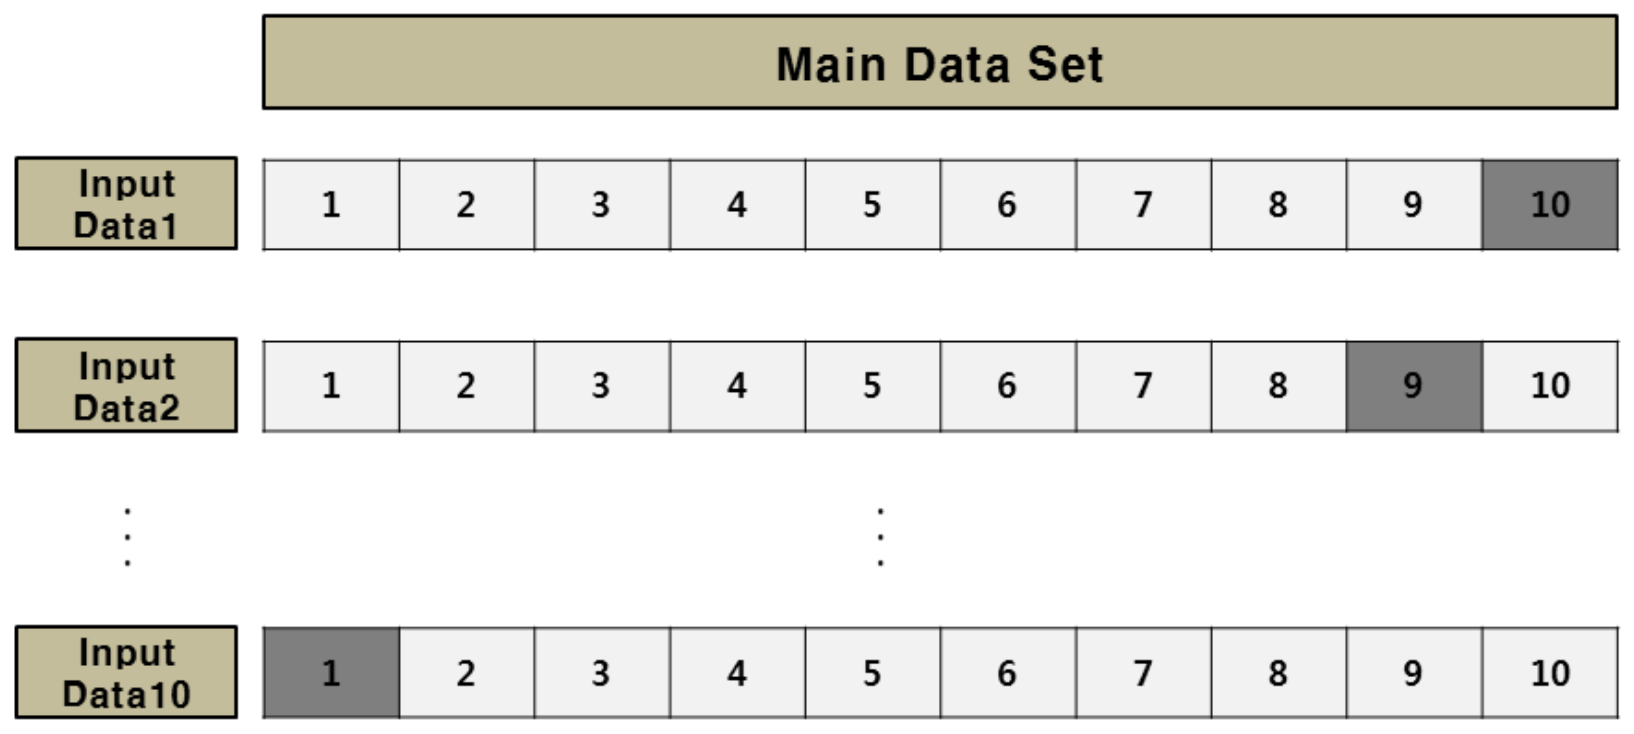 Main Data Set
Input
Data1
1 2 3 4 5 6 7 8 9 10
Input
Data2
1 2 3 4 5 6 7 8 9 10
Input
Data10
1 2 3 4 5 6 7 8 9 10